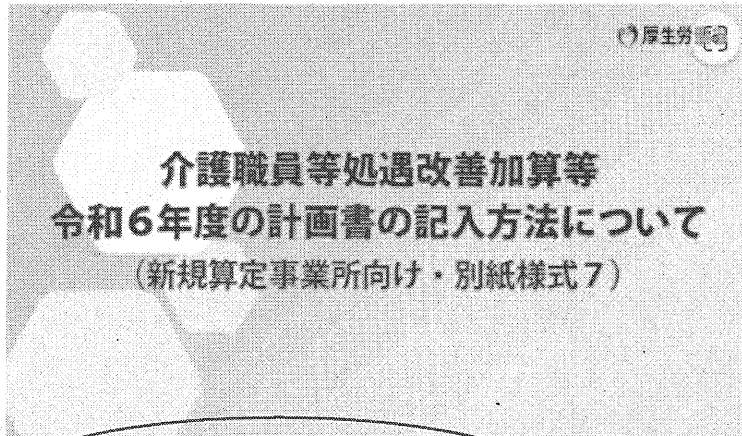 厚生労
介護職員等処遇改善加算等
令和6年度の計画書の記入方法について
（新規算定事業所向け・別紙様式7）